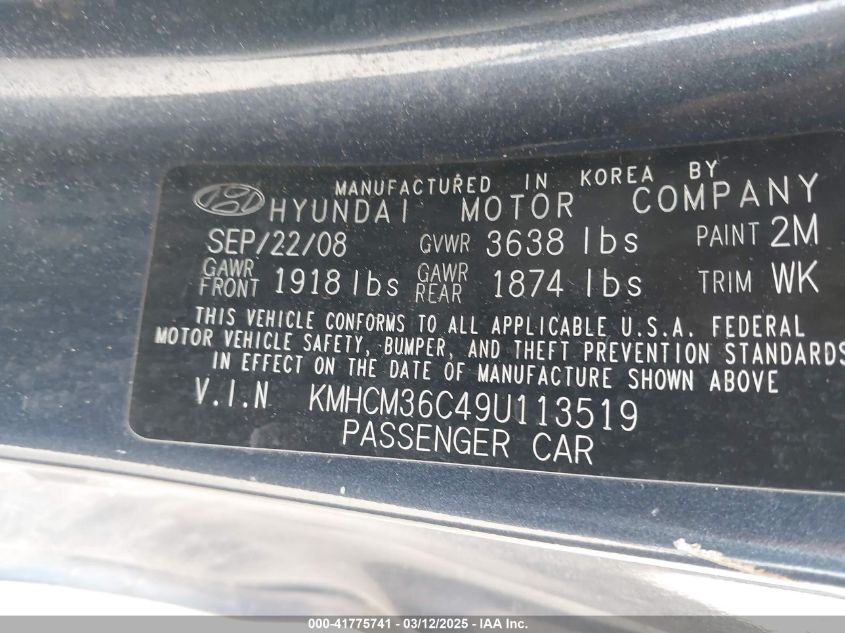 MANUFACTURED IN KOREA BY
HYUNDAI MOTOR COMPANY
SEP/22/08 GVWR 3638 lbs PAINT 2M
GAWR FRONT 1918 lbs GAWR REAR 1874 lbs TRIM WK
THIS VEHICLE CONFORMS TO ALL APPLICABLE U.S.A. FEDERAL
MOTOR VEHICLE SAFETY, BUMPER, AND THEFT PREVENTION STANDARDS
IN EFFECT ON THE DATE OF MANUFACTURE SHOWN ABOVE
V.I.N KMHCM36C49U113519
PASSENGER CAR
000-41775741 - 03/12/2025 - IAA Inc.